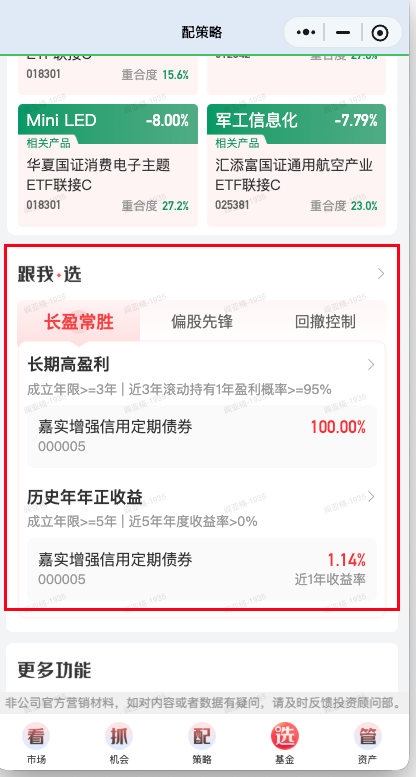 配策略
ETF联接C
018301
重合度 15.6%
Mini LED
-8.00%
相关产品
华夏国证消费电子主题
ETF联接C
018301
重合度 27.2%
军工信息化
-7.79%
相关产品
汇添富国证通用航空产业
ETF联接C
025381
重合度 23.0%
跟我·选
长盈常胜
偏股先锋
回撤控制
长期高盈利
成立年限>=3年 | 近3年滚动持有1年盈利概率>=95%
嘉实增强信用定期债券
100.00%
000005
历史年年正收益
成立年限>=5年 | 近5年年度收益率>0%
嘉实增强信用定期债券
1.14%
000005
近1年收益率
更多功能
非公司官方营销材料，如对内容或者数据有疑问，请及时反馈投资顾问部。
看
抓
配
选
管
市场
机会
策略
基金
资产